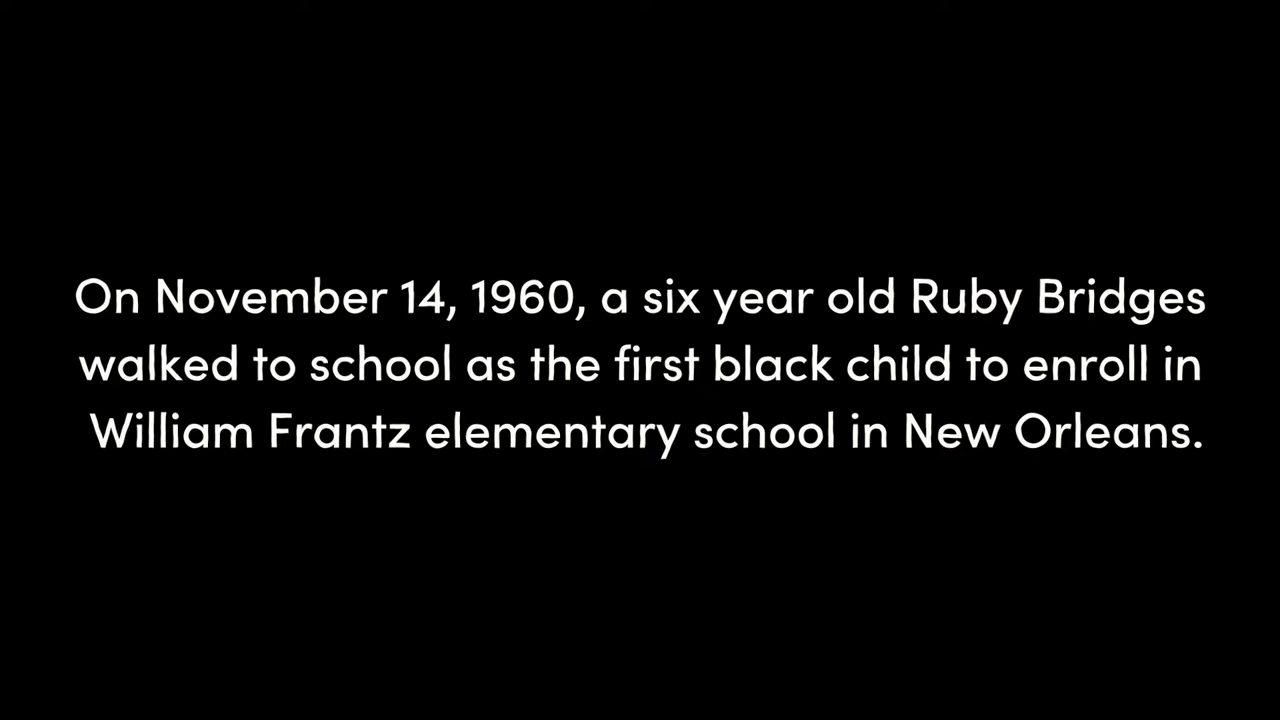 On November 14, 1960, a six year old Ruby Bridges
walked to school as the first black child to enroll in
William Frantz elementary school in New Orleans.